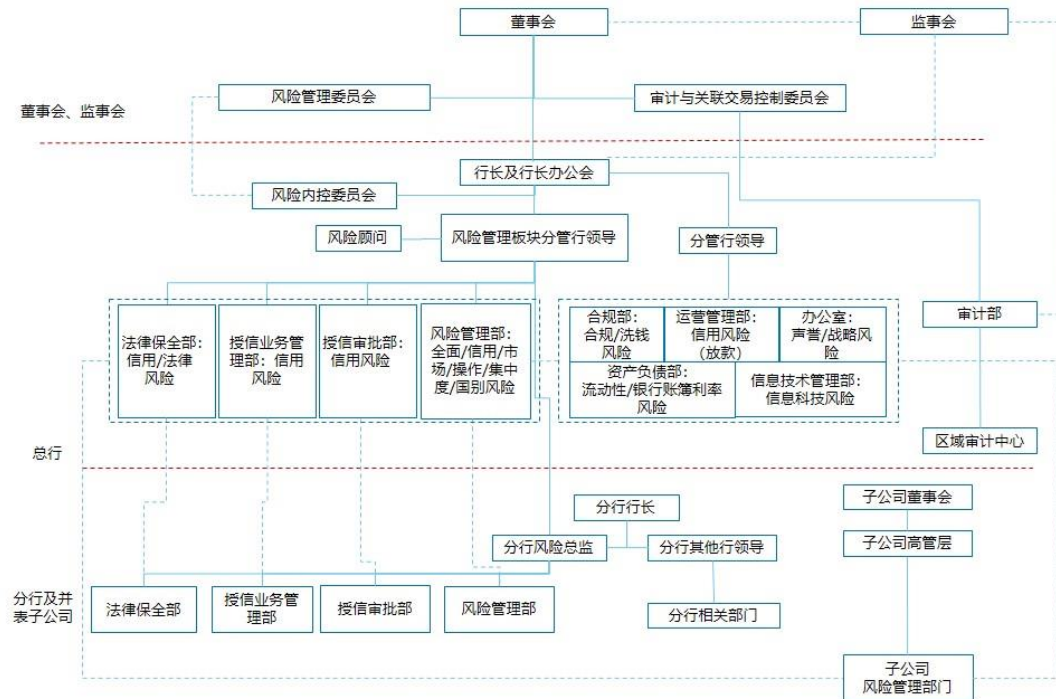 董事会
监事会
风险管理委员会
审计与关联交易控制委员会
董事会、监事会
行长及行长办公会
风险内控委员会
风险顾问
风险管理板块分管行领导
分管行领导
法律保全部:
信用/法律
风险
授信业务管
理部：信用
风险
授信审批部:
信用风险
风险管理部:
全面/信用/市
场/操作/集中
度/国别风险
合规部：
合规/洗钱
风险
运营管理部：
信用风险
（放款）
办公室：
声誉/战略风
险
资产负债部：
流动性/银行账簿利率
风险
信息技术管理部：
信息科技风险
审计部
区域审计中心
总行
分行行长
分行风险总监
分行其他行领导
分行相关部门
子公司董事会
子公司高管层
分行及并
表子公司
法律保全部
授信业务管
理部
授信审批部
风险管理部
子公司
风险管理部门